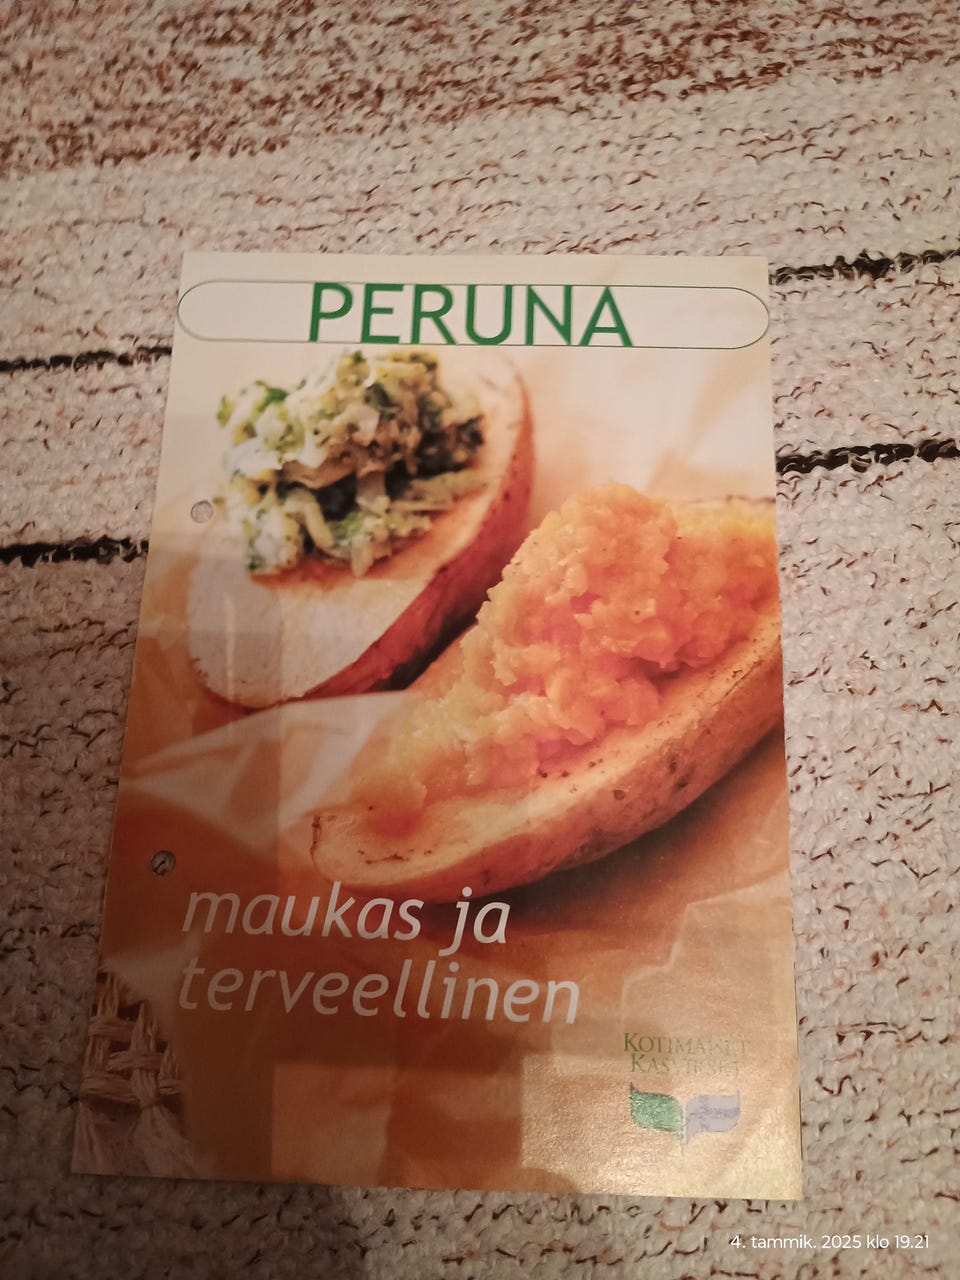 PERUNA
maukas ja
terveellinen
KOTIMAISET
KASVIKSET
4. tammik. 2025 klo 19.21